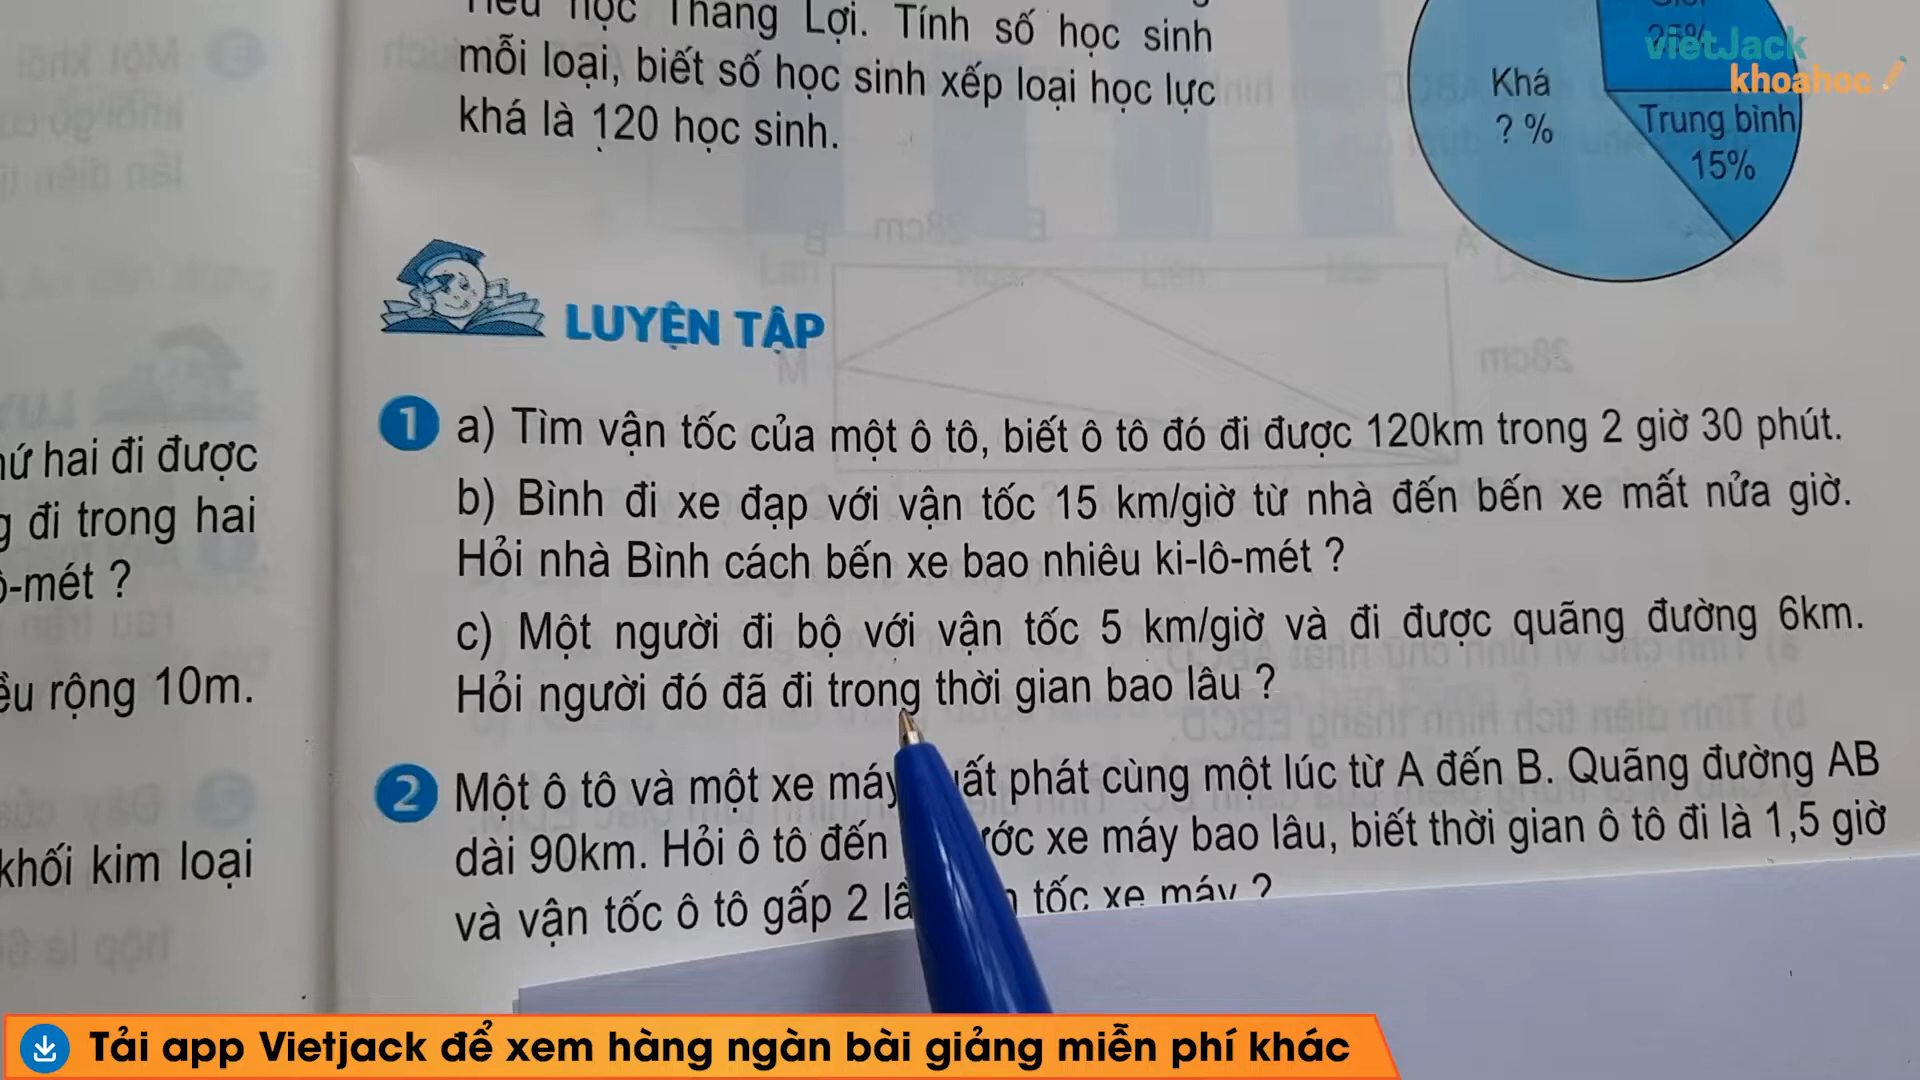 học Thắng Lợi. Tính số học sinh
mỗi loại, biết số học sinh xếp loại học lực
khá là 120 học sinh.
25%
Khá
? %
Trung bình
15%
vietJack
khoahoc
LUYỆN TẬP
1 a) Tìm vận tốc của một ô tô, biết ô tô đó đi được 120km trong 2 giờ 30 phút.
b) Bình đi xe đạp với vận tốc 15 km/giờ từ nhà đến bến xe mất nửa giờ.
Hỏi nhà Bình cách bến xe bao nhiêu ki-lô-mét ?
c) Một người đi bộ với vận tốc 5 km/giờ và đi được quãng đường 6km.
Hỏi người đó đã đi trong thời gian bao lâu ?
2 Một ô tô và một xe máy phát cùng một lúc từ A đến B. Quãng đường AB
dài 90km. Hỏi ô tô đến xe máy bao lâu, biết thời gian ô tô đi là 1,5 giờ
và vận tốc ô tô gấp 2 tốc xe máy ?
hai đi được
đi trong hai
-mét ?
rộng 10m.
khối kim loại
Tải app Vietjack để xem hàng ngàn bài giảng miễn phí khác